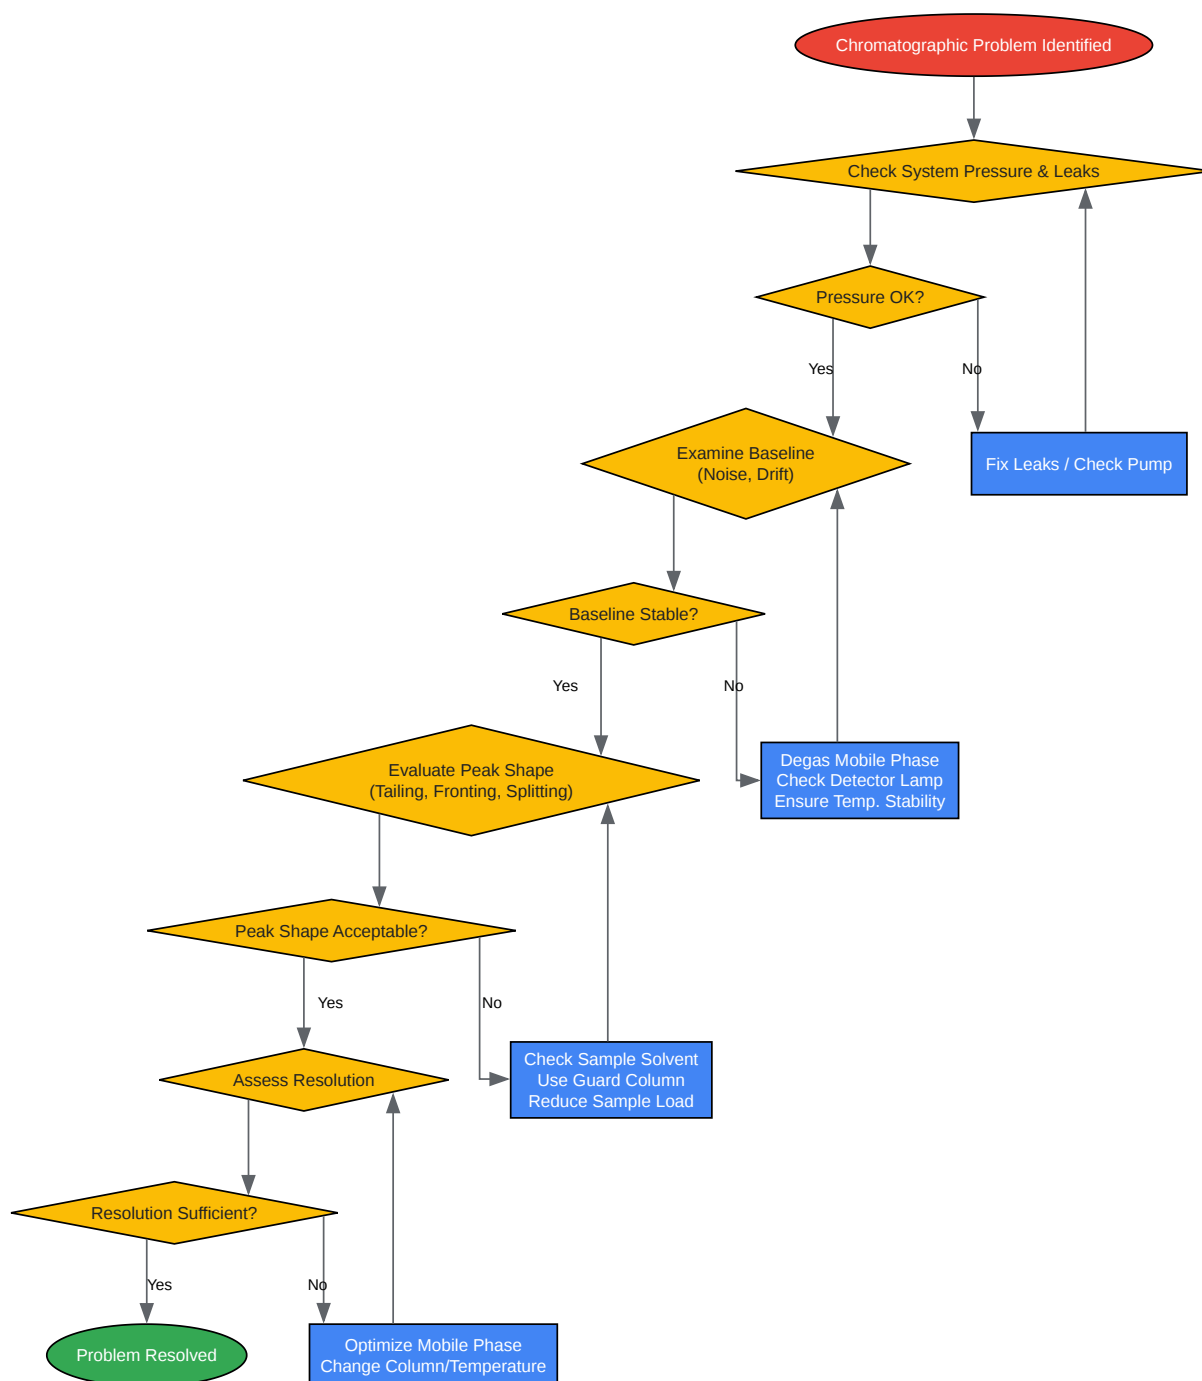 Chromatographic Problem Identified
Check System Pressure & Leaks
Pressure OK?
Yes
No
Examine Baseline
(Noise, Drift)
Fix Leaks / Check Pump
Baseline Stable?
Yes
No
Evaluate Peak Shape
(Tailing, Fronting, Splitting)
Degas Mobile Phase
Check Detector Lamp
Ensure Temp. Stability
Peak Shape Acceptable?
Yes
No
Assess Resolution
Check Sample Solvent
Use Guard Column
Reduce Sample Load
Resolution Sufficient?
Yes
No
Problem Resolved
Optimize Mobile Phase
Change Column/Temperature